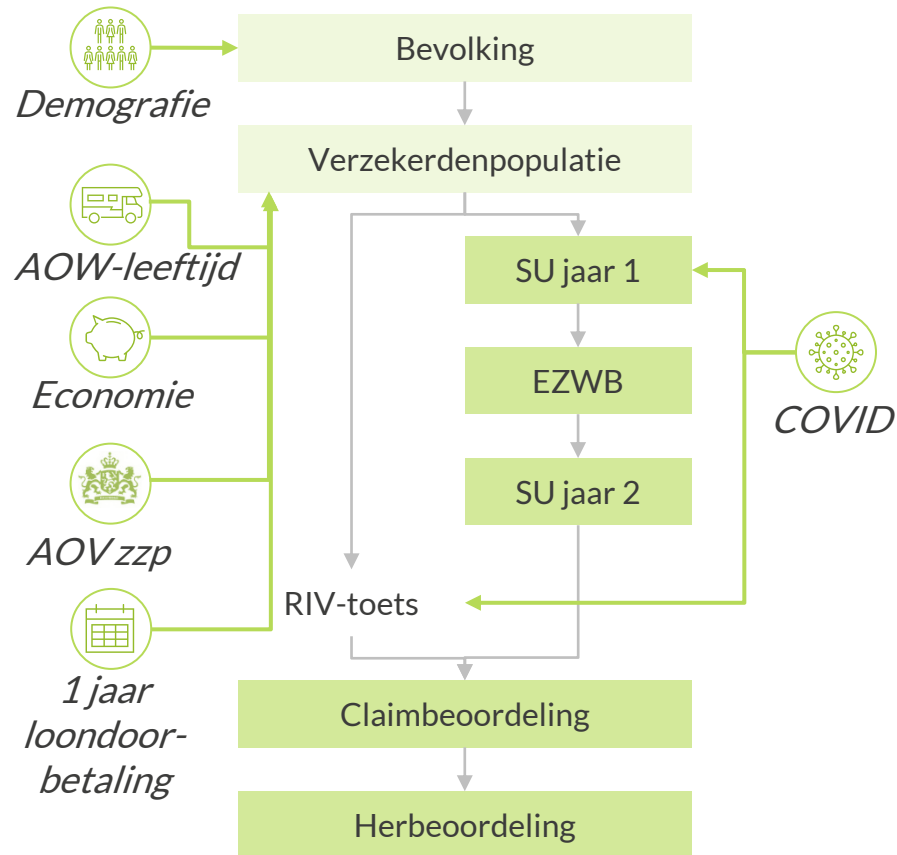 Bevolking
Demografie
Verzekerdenpopulatie
AOW-leeftijd
SU jaar 1
Economie
EZWB
COVID
SU jaar 2
AOV zzp
RIV-toets
1 jaar
loondoor-
betaling
Claimbeoordeling
Herbeoordeling